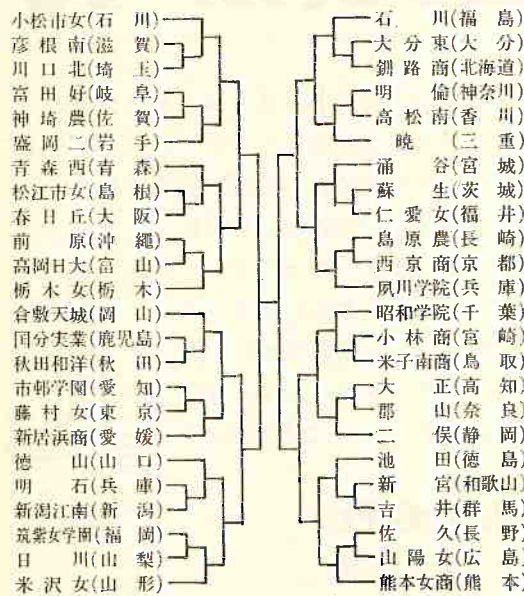 小松市女(石川)
彦根南(滋賀)
川口北(埼玉)
富田好(岐阜)
神埼農(佐賀)
盛岡二(岩手)
青森西(青森)
松江市女(島根)
春日丘(大阪)
前原(沖縄)
高岡日大(富山)
栃木女(栃木)
倉敷天城(岡山)
国分実業(鹿児島)
秋田和洋(秋田)
市邨学園(愛知)
藤村女(東京)
新居浜商(愛媛)
徳山(山口)
明石(兵庫)
新潟江南(新潟)
筑紫女学園(福岡)
日川(山梨)
米沢女(山形)
石川(福島)
大分東(大分)
釧路商(北海道)
明倫(神奈川)
高松南(香川)
暁(三重)
涌谷(宮城)
蘇生(茨城)
仁愛女(福井)
島原農(長崎)
西京商(京都)
夙川学院(兵庫)
昭和学院(千葉)
小林商(宮崎)
米子南商(鳥取)
大正(高知)
郡山(奈良)
二俣(静岡)
池田(徳島)
新宮(和歌山)
吉井(群馬)
佐久(長野)
山陽女(広島)
熊本女商(熊本)